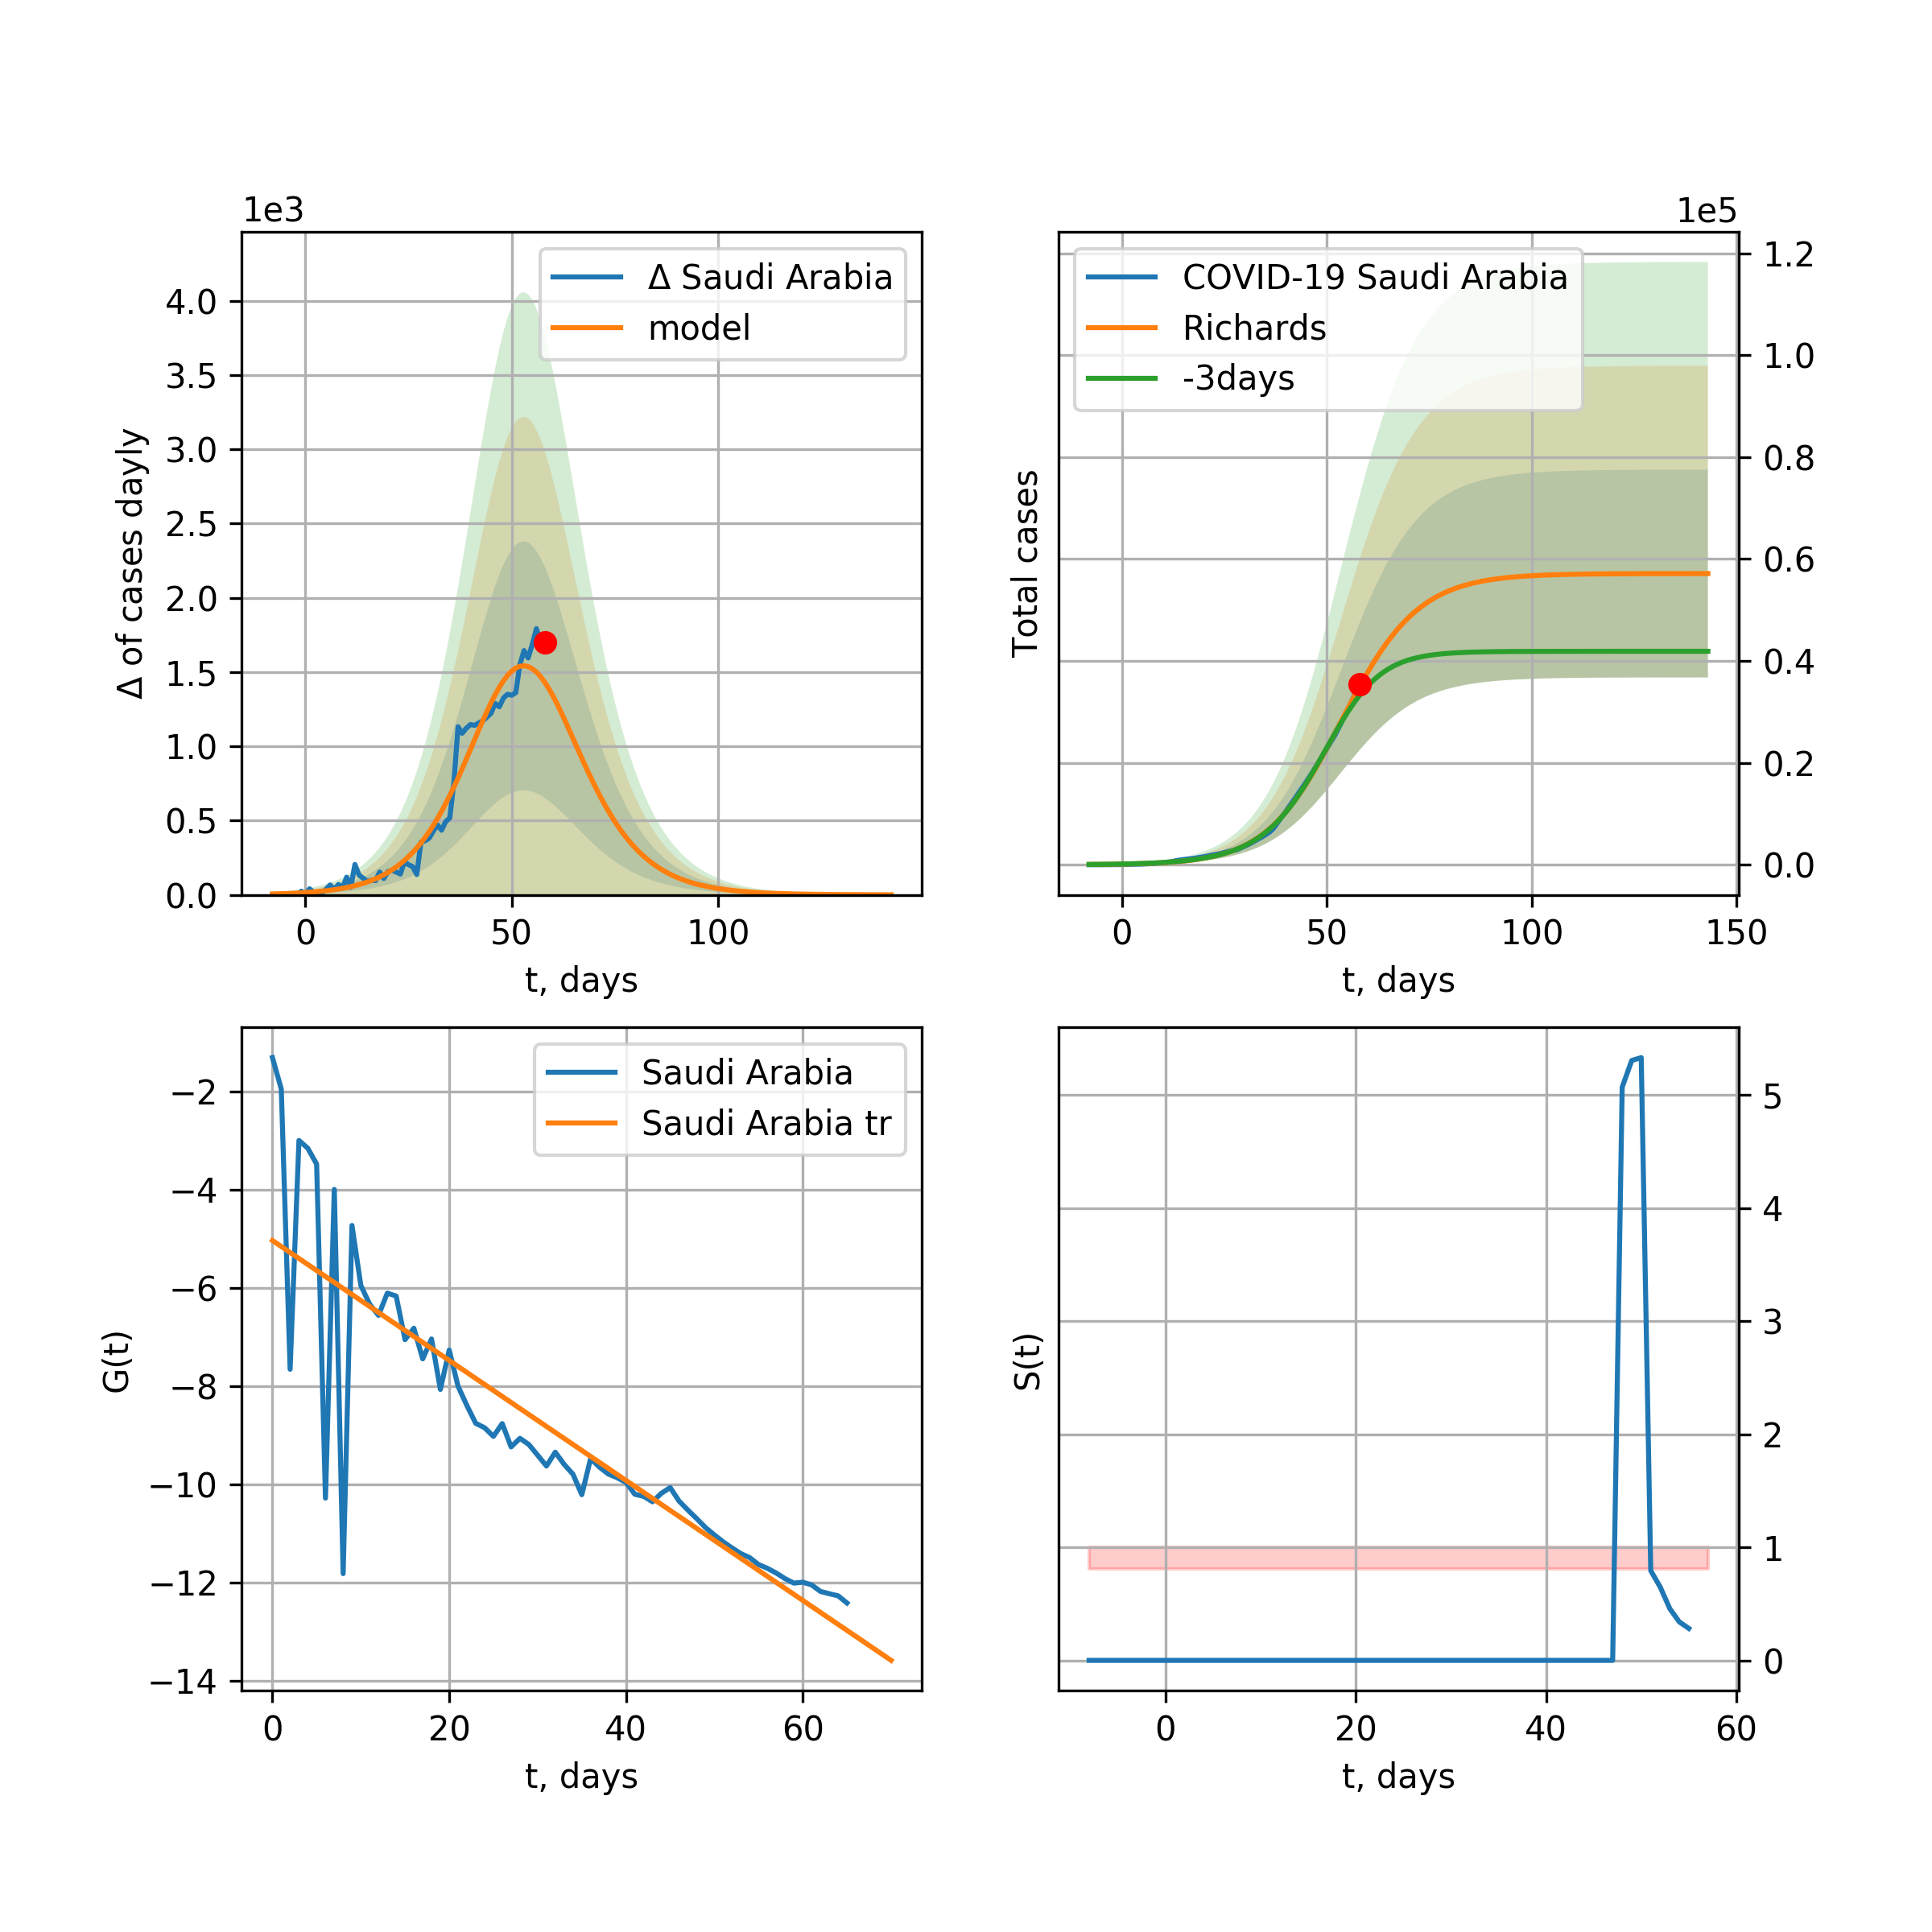 1e3
Δ Saudi Arabia
model
4.0
3.5
3.0
2.5
2.0
1.5
1.0
0.5
0.0
Δ of cases dayly
0 50 100
t, days
1e5
COVID-19 Saudi Arabia
Richards
-3days
1.2
1.0
0.8
0.6
0.4
0.2
0.0
Total cases
0 50 100 150
t, days
Saudi Arabia
Saudi Arabia tr
−2
−4
−6
−8
−10
−12
−14
G(t)
0 20 40 60
t, days
5
4
3
2
1
0
S(t)
0 20 40 60
t, days